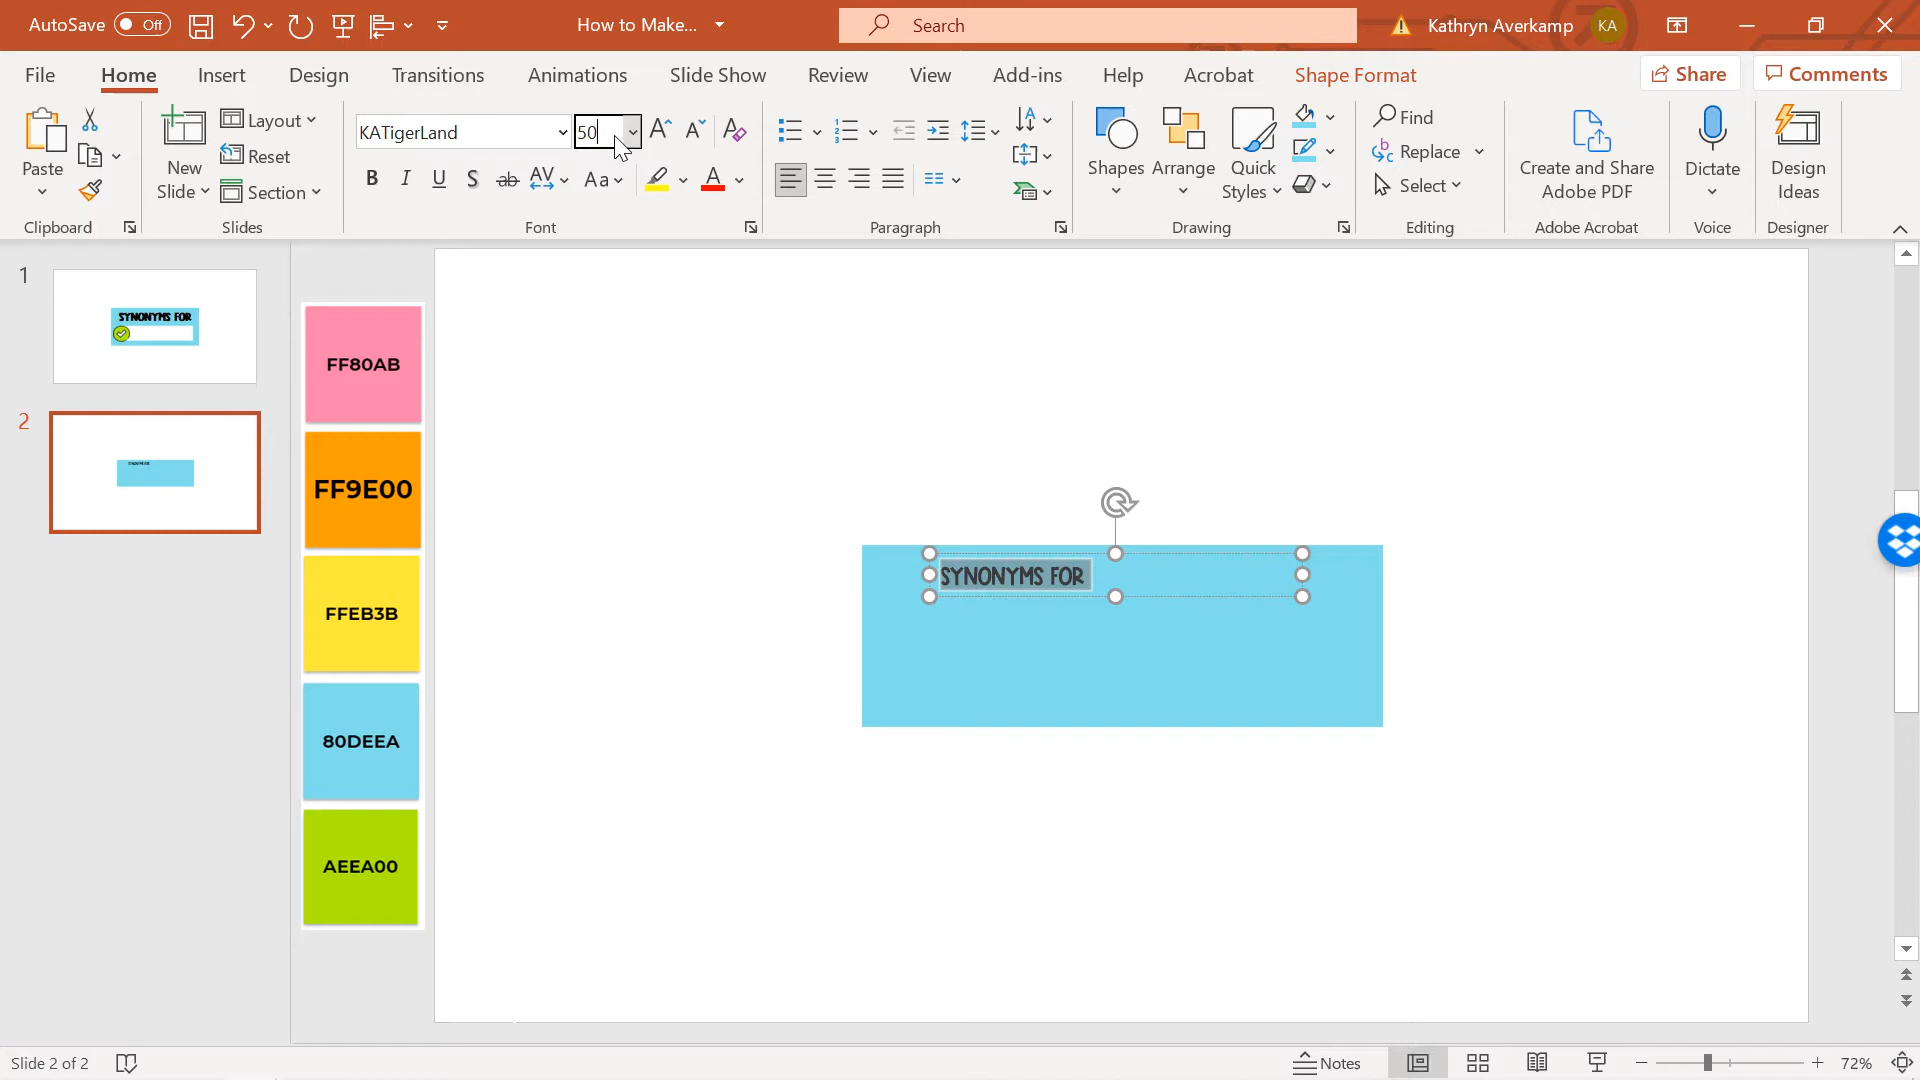 AutoSave Off How to Make... Search Kathryn Averkamp KA
File Home Insert Design Transitions Animations Slide Show Review View Add-ins Help Acrobat Shape Format Share Comments
KATigerLand 50
Paste
New Slide
Layout
Reset
Section
Shapes Arrange Quick Styles
Find
Replace
Select
Create and Share Adobe PDF
Dictate
Design Ideas
Clipboard Slides Font Paragraph Drawing Editing Adobe Acrobat Voice Designer
1
SYNONYMS FOR
2
SYNONYMS FOR
FF80AB
FF9E00
FFEB3B
80DEEA
AEEA00
SYNONYMS FOR
Slide 2 of 2 Notes 72%